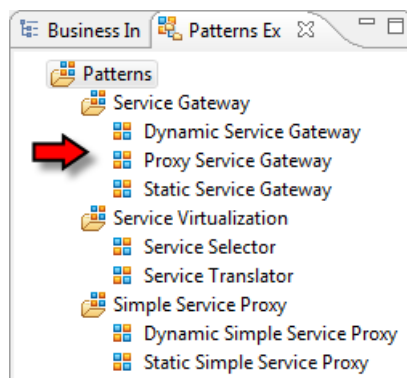 Business In Patterns Ex
Patterns
Service Gateway
Dynamic Service Gateway
Proxy Service Gateway
Static Service Gateway
Service Virtualization
Service Selector
Service Translator
Simple Service Proxy
Dynamic Simple Service Proxy
Static Simple Service Proxy